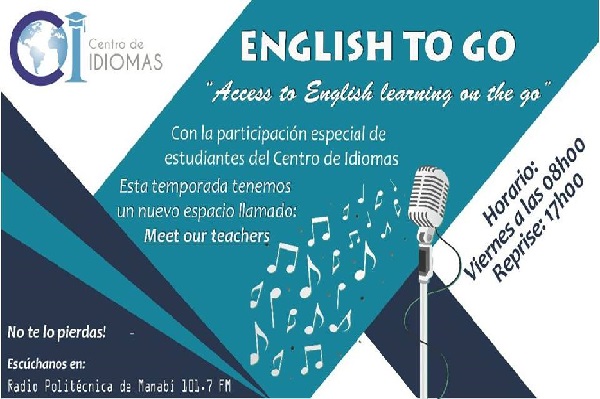 CI Centro de
IDIOMAS
ENGLISH TO GO
"Access to English learning on the go"
Con la participación especial de
estudiantes del Centro de Idiomas
Esta temporada tenemos
un nuevo espacio llamado:
Meet our teachers
Horario:
Viernes a las 08h00
Reprise: 17h00
No te lo pierdas! -
Escúchanos en:
Radio Politécnica de Manabí 101.7 FM